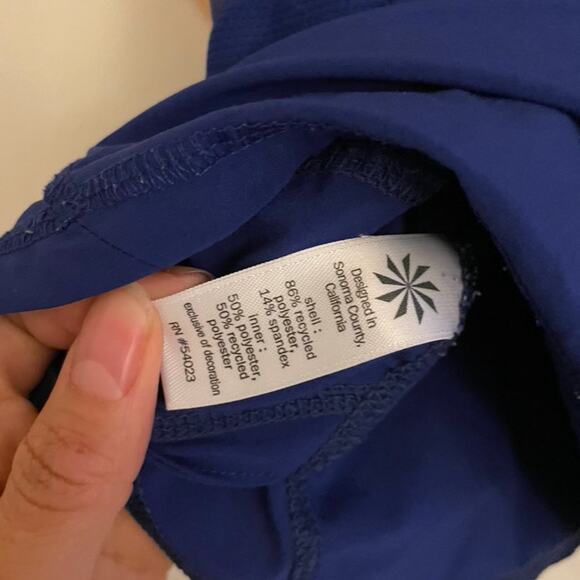 Designed in
Sonoma County,
California
shell :
86% recycled
polyester,
14% spandex
inner :
50% polyester,
50% recycled
polyester
exclusive of decoration
RN #54023